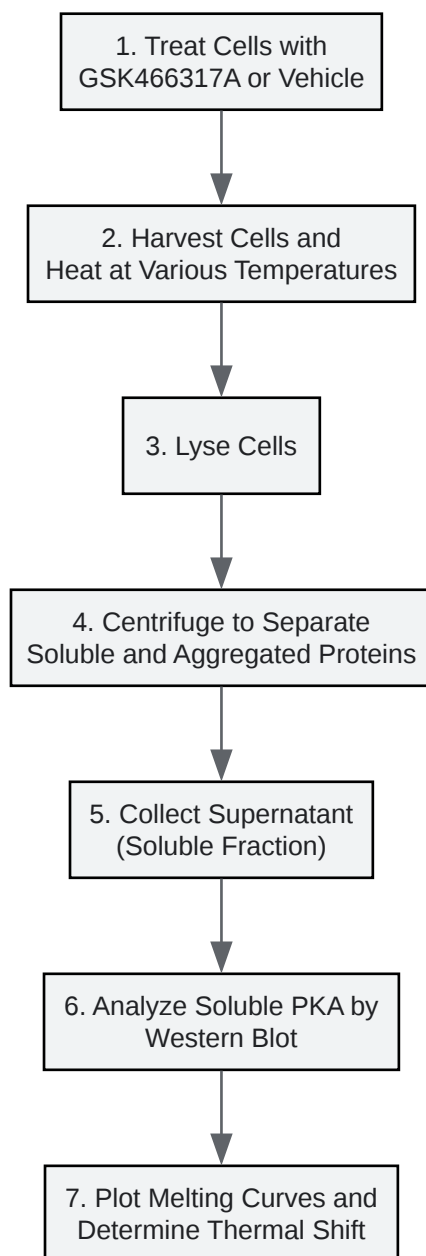 1. Treat Cells with
GSK466317A or Vehicle
2. Harvest Cells and
Heat at Various Temperatures
3. Lyse Cells
4. Centrifuge to Separate
Soluble and Aggregated Proteins
5. Collect Supernatant
(Soluble Fraction)
6. Analyze Soluble PKA by
Western Blot
7. Plot Melting Curves and
Determine Thermal Shift